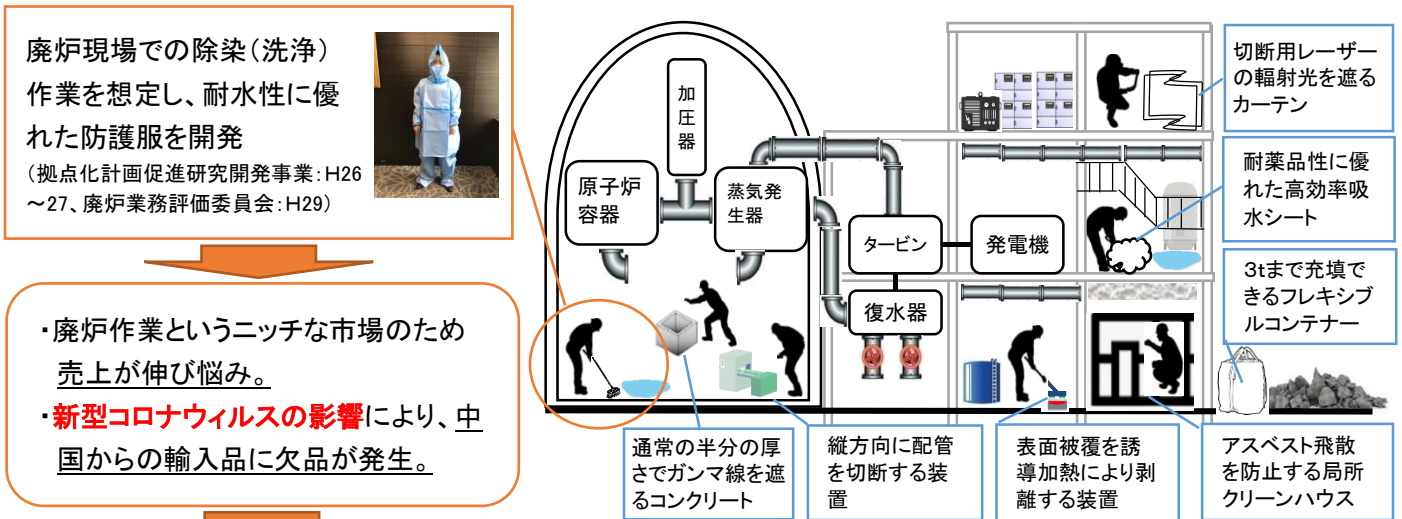 廃炉現場での除染(洗浄)
作業を想定し、耐水性に優
れた防護服を開発
(拠点化計画促進研究開発事業:H26
~27、廃炉業務評価委員会:H29)
・廃炉作業というニッチな市場のため
売上が伸び悩み。
・新型コロナウィルスの影響により、中
国からの輸入品に欠品が発生。
加
圧
器
原子炉
容器
蒸気発
生器
タービン
発電機
復水器
切断用レーザー
の輻射光を遮る
カーテン
耐薬品性に優
れた高効率吸
水シート
3tまで充填で
きるフレキシブ
ルコンテナー
通常の半分の厚
さでガンマ線を遮
るコンクリート
縦方向に配管
を切断する装
置
表面被覆を誘
導加熱により剥
離する装置
アスベスト飛散
を防止する局所
クリーンハウス